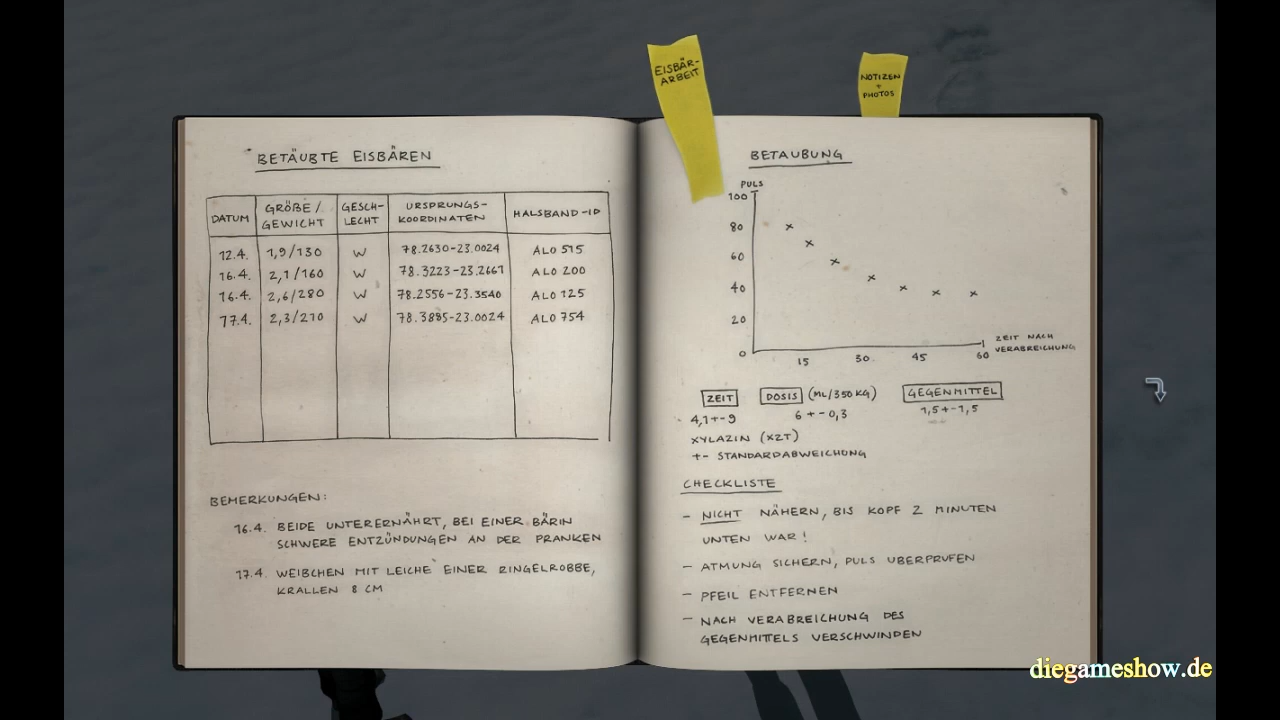 EISBÄR-
ARBEIT
NOTIZEN
+
PHOTOS
BETÄUBTE EISBÄREN
DATUM GRÖßE/ GEWICHT GESCH- LECHT URSPRUNGS- KOORDINATEN HALSBAND-ID
12.4. 1,9/130 W 78.2630-23.0024 ALO 515
16.4. 2,1/160 W 78.3223-23.2661 ALO 200
16.4. 2,6/280 W 78.2556-23.3540 ALO 125
17.4. 2,3/210 W 78.3885-23.0024 ALO 754
BEMERKUNGEN:
16.4. BEIDE UNTERERNÄHRT, BEI EINER BÄRIN
SCHWERE ENTZÜNDUNGEN AN DER PRANKEN
17.4. WEIBCHEN MIT LEICHE EINER RINGELROBBE,
KRALLEN 8 CM
BETAUBUNG
PULS
100
80
60
40
20
0
15 30 45 60
ZEIT NACH
VERABREICHUNG
ZEIT DOSIS (ML/350 KG) GEGENMITTEL
4,1+-9 6 +-0,3 1,5+-1,5
XYLAZIN (XZT)
+- STANDARDABWEICHUNG
CHECKLISTE
- NICHT NÄHERN, BIS KOPF 2 MINUTEN
UNTEN WAR!
- ATMUNG SICHERN, PULS UBERPRUFEN
- PFEIL ENTFERNEN
- NACH VERABREICHUNG DES
GEGENMITTELS VERSCHWINDEN
diegameshow.de